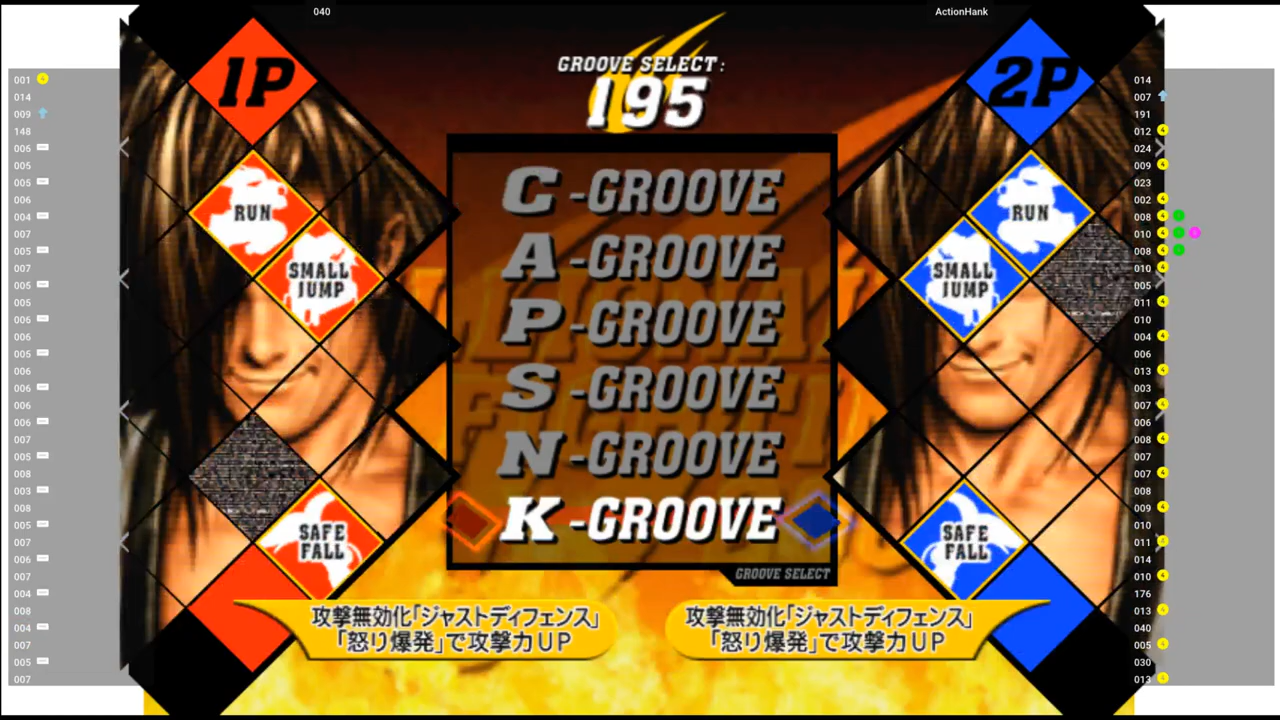 040
ActionHank
1P
2P
GROOVE SELECT:
195
RUN
SMALL
JUMP
SAFE
FALL
RUN
SMALL
JUMP
SAFE
FALL
C-GROOVE
A-GROOVE
P-GROOVE
S-GROOVE
N-GROOVE
K-GROOVE
GROOVE SELECT
攻撃無効化「ジャストディフェンス」
「怒り爆発」で攻撃力UP
攻撃無効化「ジャストディフェンス」
「怒り爆発」で攻撃力UP
001
014
009
148
006
005
005
006
004
007
005
007
005
005
006
006
005
006
006
006
006
007
005
008
003
008
005
007
006
007
004
008
004
007
005
007
014
007
191
012
024
009
023
002
008
010
008
010
005
011
010
004
006
013
003
007
006
008
007
007
008
009
010
011
014
010
176
013
040
005
030
013